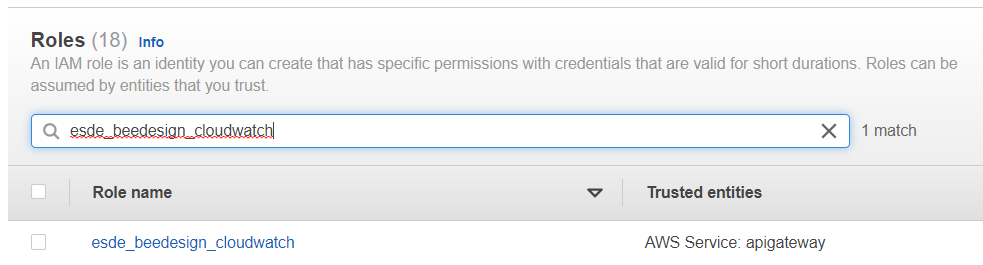 Roles (18) Info
An IAM role is an identity you can create that has specific permissions with credentials that are valid for short durations. Roles can be
assumed by entities that you trust.
esde_beedesign_cloudwatch 1 match
Role name Trusted entities
esde_beedesign_cloudwatch AWS Service: apigateway